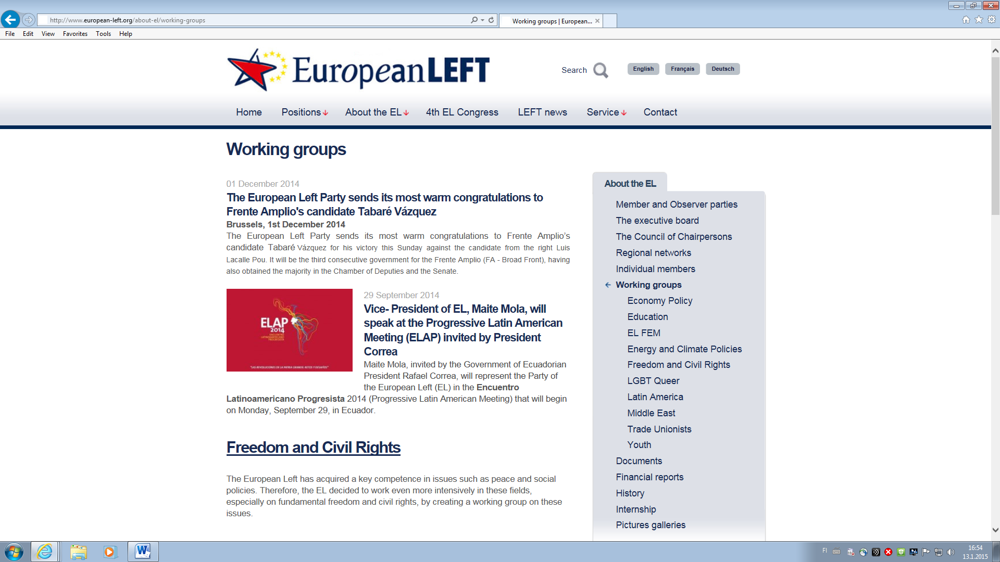 http://www.european-left.org/about-el/working-groups
Working groups | European...
File Edit View Favorites Tools Help
European LEFT
Search
English Français Deutsch
Home Positions About the EL 4th EL Congress LEFT news Service Contact
Working groups
01 December 2014
The European Left Party sends its most warm congratulations to
Frente Amplio's candidate Tabaré Vázquez
Brussels, 1st December 2014
The European Left Party sends its most warm congratulations to Frente Amplio’s
candidate Tabaré Vázquez for his victory this Sunday against the candidate from the right Luis
Lacalle Pou. It will be the third consecutive government for the Frente Amplio (FA - Broad Front), having
also obtained the majority in the Chamber of Deputies and the Senate.
ELAP
2014
ENCUENTRO
LATINOAMERICANO
PROGRESISTA
"LAS REVOLUCIONES DE LA PATRIA GRANDE: RETOS Y DESAFÍOS"
29 September 2014
Vice- President of EL, Maite Mola, will
speak at the Progressive Latin American
Meeting (ELAP) invited by President
Correa
Maite Mola, invited by the Government of Ecuadorian
President Rafael Correa, will represent the Party of
the European Left (EL) in the Encuentro
Latinoamericano Progresista 2014 (Progressive Latin American Meeting) that will begin
on Monday, September 29, in Ecuador.
Freedom and Civil Rights
The European Left has acquired a key competence in issues such as peace and social
policies. Therefore, the EL decided to work even more intensively in these fields,
especially on fundamental freedom and civil rights, by creating a working group on these
issues.
About the EL
Member and Observer parties
The executive board
The Council of Chairpersons
Regional networks
Individual members
Working groups
Economy Policy
Education
EL FEM
Energy and Climate Policies
Freedom and Civil Rights
LGBT Queer
Latin America
Middle East
Trade Unionists
Youth
Documents
Financial reports
History
Internship
Pictures galleries
FI
16:54
13.1.2015